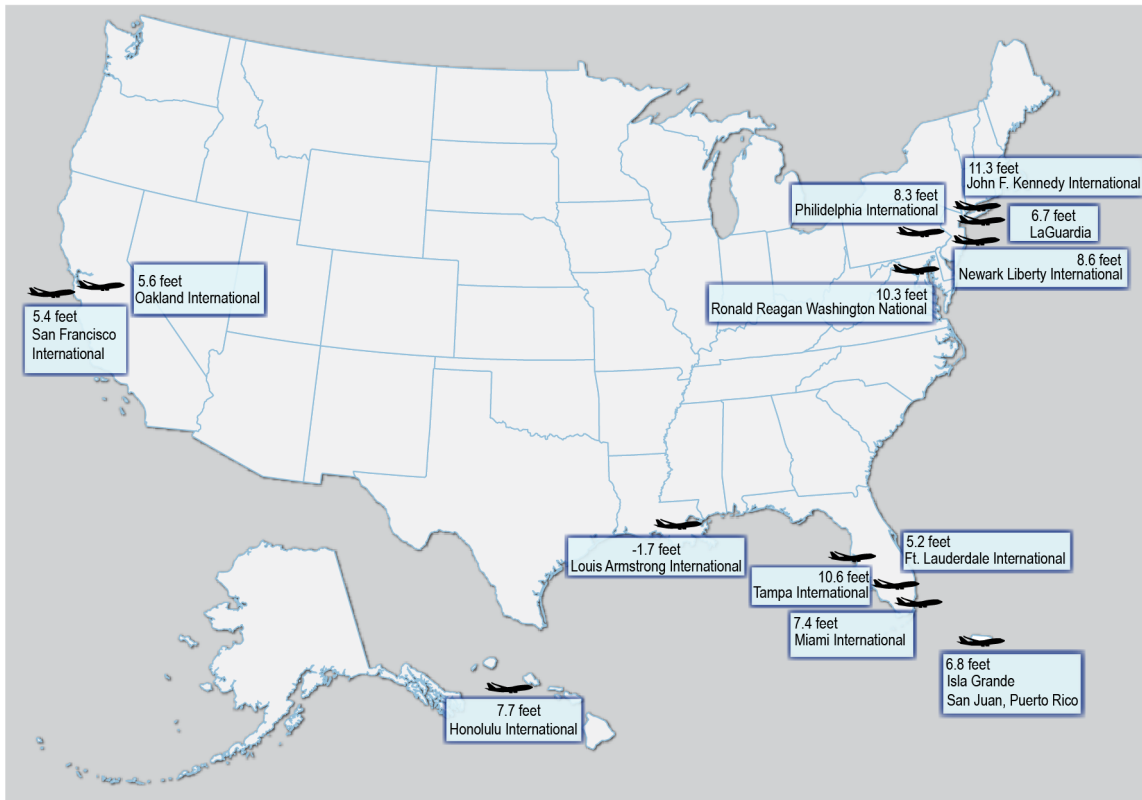 11.3 feet
John F. Kennedy International
8.3 feet
Philidelphia International
6.7 feet
LaGuardia
8.6 feet
Newark Liberty International
5.6 feet
Oakland International
10.3 feet
Ronald Reagan Washington National
5.4 feet
San Francisco
International
-1.7 feet
Louis Armstrong International
5.2 feet
Ft. Lauderdale International
10.6 feet
Tampa International
7.4 feet
Miami International
6.8 feet
Isla Grande
San Juan, Puerto Rico
7.7 feet
Honolulu International